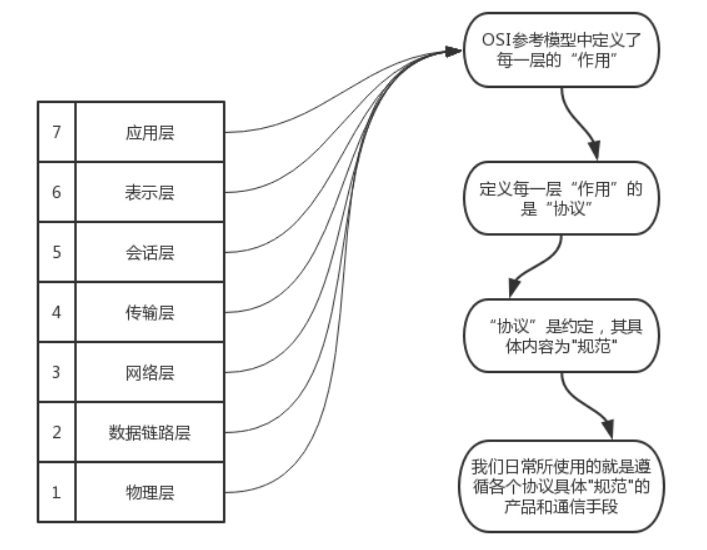 7 应用层
6 表示层
5 会话层
4 传输层
3 网络层
2 数据链路层
1 物理层
OSI参考模型中定义了
每一层的“作用”
定义每一层“作用”的
是“协议”
“协议”是约定，其具
体内容为"规范"
我们日常所使用的就是遵
循各个协议具体"规范"的
产品和通信手段